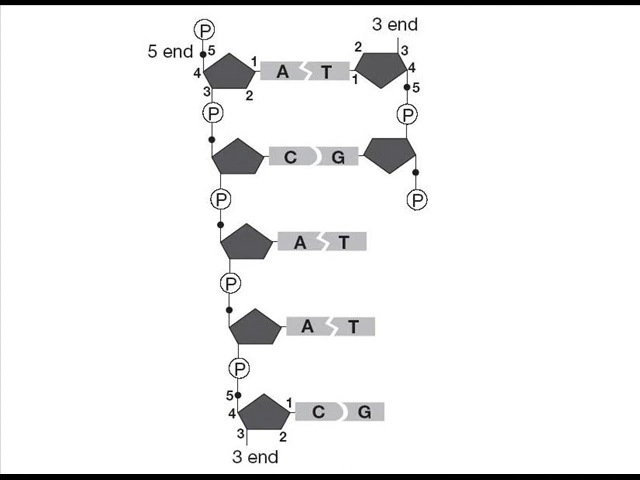 3 end
P
5 end 5 1 A T 2 3
4 3 2 1 4 5
P P
C G
P P
A T
P
A T
P
5
4 1 C G
3 2
3 end